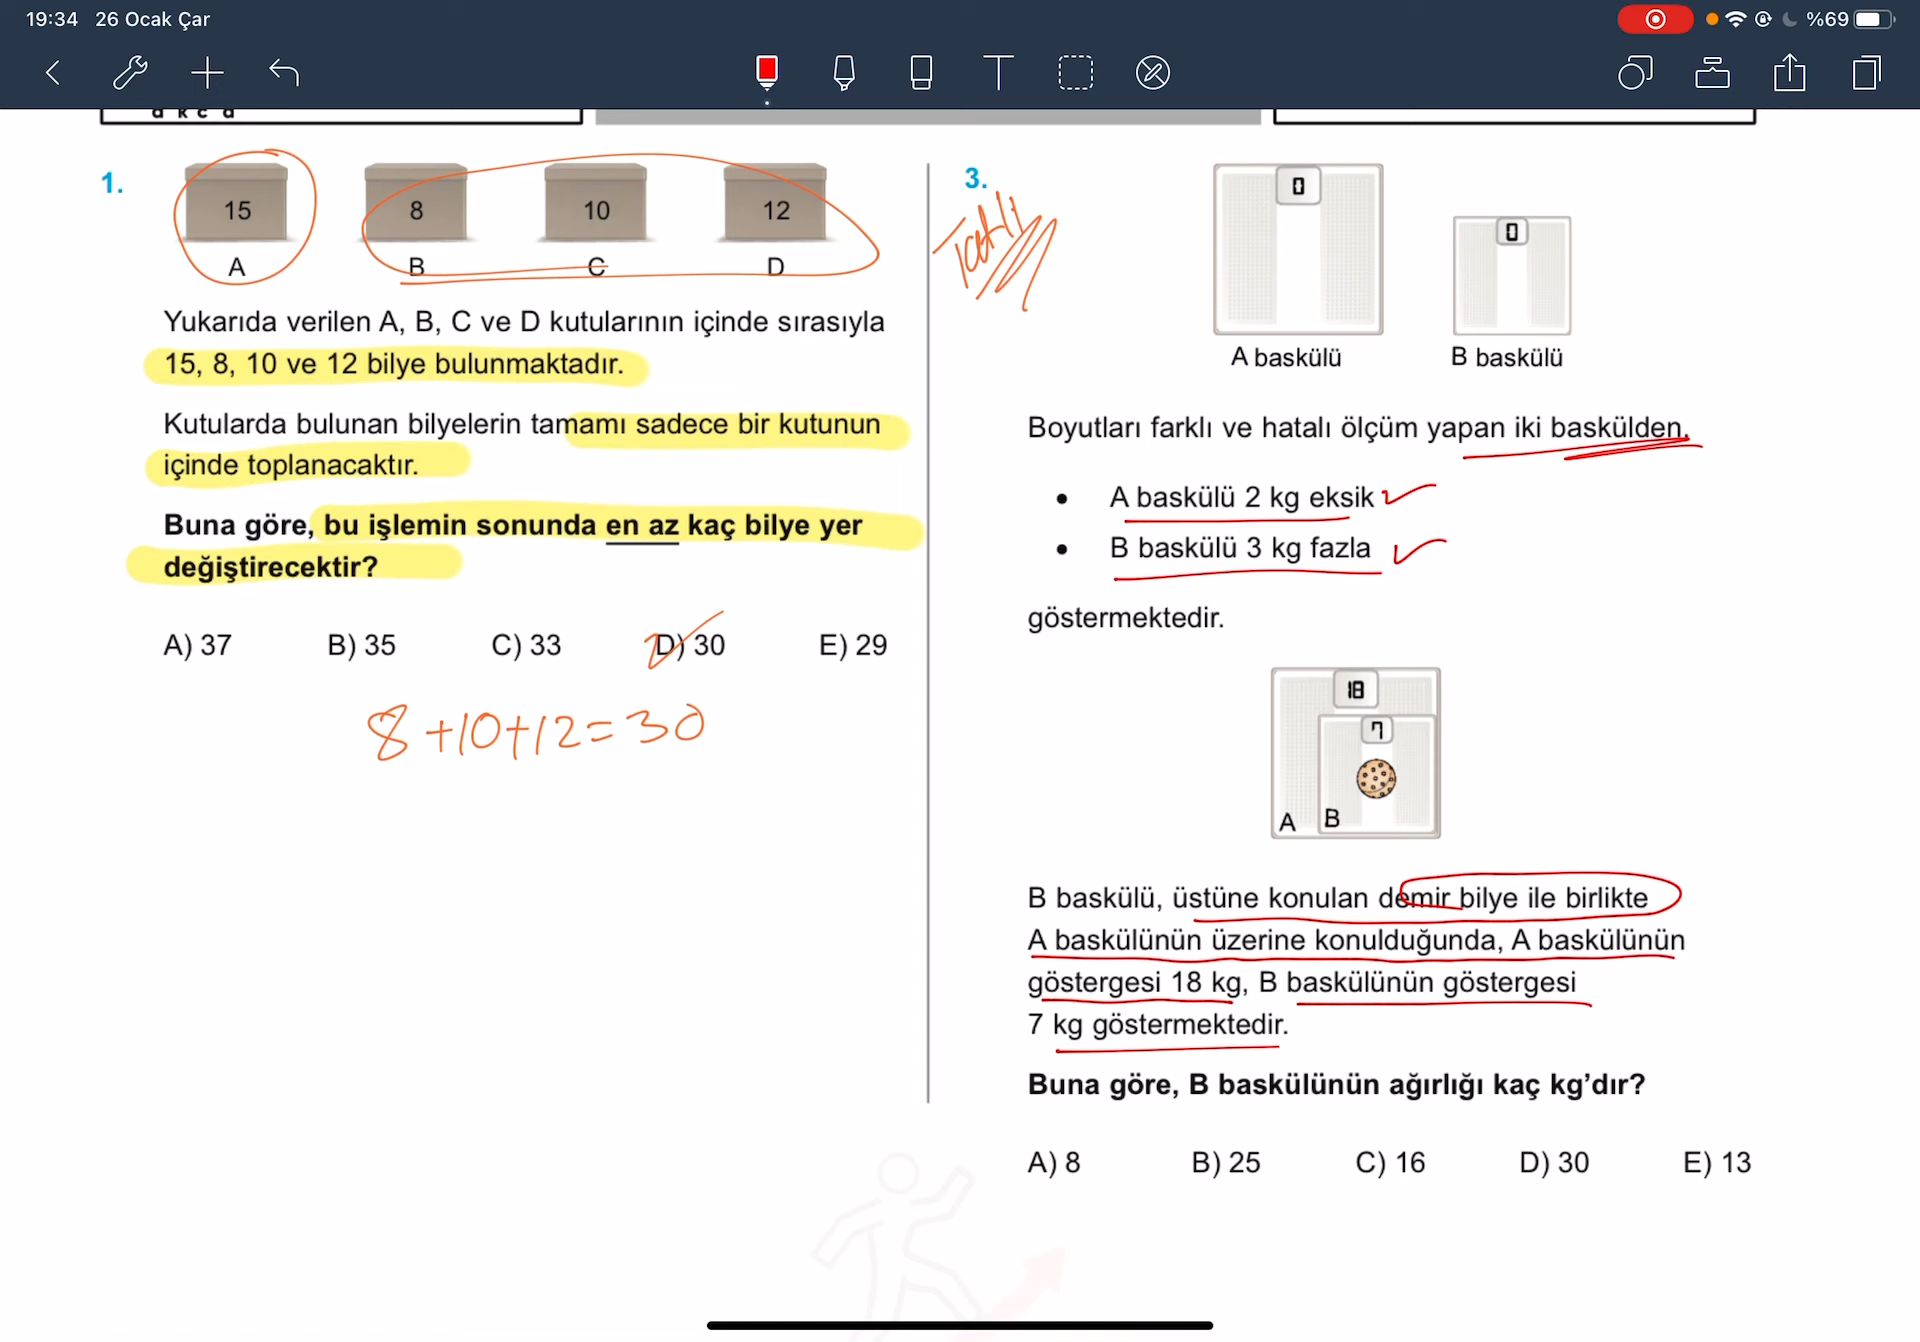 19:34 26 Ocak Çar
%69
1.
15
8
10
12
A
B
C
D
Yukarıda verilen A, B, C ve D kutularının içinde sırasıyla
15, 8, 10 ve 12 bilye bulunmaktadır.
Kutularda bulunan bilyelerin tamamı sadece bir kutunun
içinde toplanacaktır.
Buna göre, bu işlemin sonunda en az kaç bilye yer
değiştirecektir?
A) 37 B) 35 C) 33 D) 30 E) 29
8+10+12=30
3.
0
0
A baskülü
B baskülü
Boyutları farklı ve hatalı ölçüm yapan iki baskülden,
• A baskülü 2 kg eksik
• B baskülü 3 kg fazla
göstermektedir.
18
7
A B
B baskülü, üstüne konulan demir bilye ile birlikte
A baskülünün üzerine konulduğunda, A baskülünün
göstergesi 18 kg, B baskülünün göstergesi
7 kg göstermektedir.
Buna göre, B baskülünün ağırlığı kaç kg'dır?
A) 8 B) 25 C) 16 D) 30 E) 13